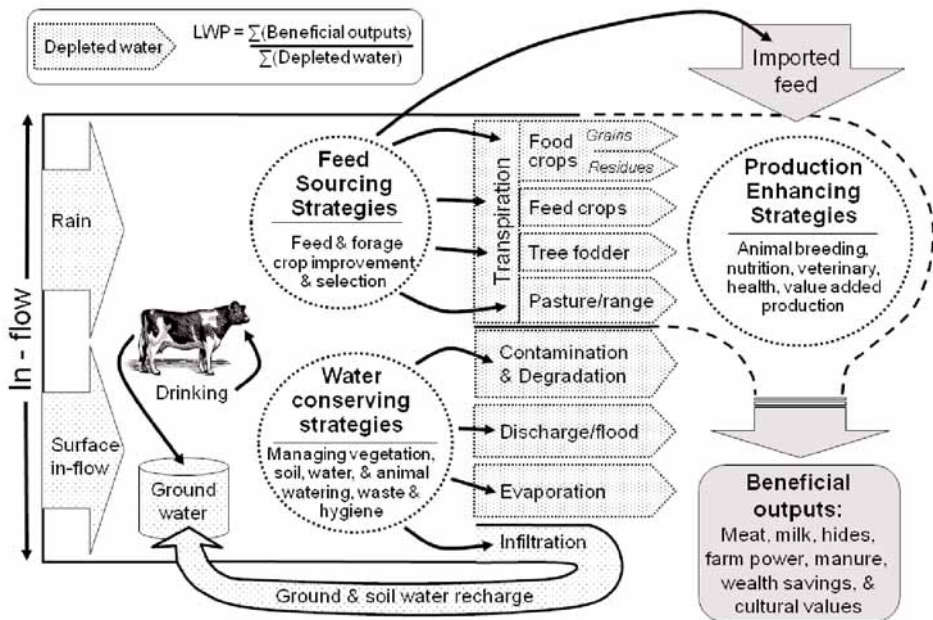 Depleted water
LWP = ∑(Beneficial outputs)
∑(Depleted water)
Imported
feed
In - flow
Rain
Surface
in-flow
Drinking
Ground
water
Feed
Sourcing
Strategies
Feed & forage
crop improvement
& selection
Water
conserving
strategies
Managing vegetation,
soil, water, & animal
watering, waste &
hygiene
Transpiration
Food
crops
Grains
Residues
Feed crops
Tree fodder
Pasture/range
Contamination
& Degradation
Discharge/flood
Evaporation
Infiltration
Ground & soil water recharge
Production
Enhancing
Strategies
Animal breeding,
nutrition, veterinary,
health, value added
production
Beneficial
outputs:
Meat, milk, hides,
farm power, manure,
wealth savings, &
cultural values